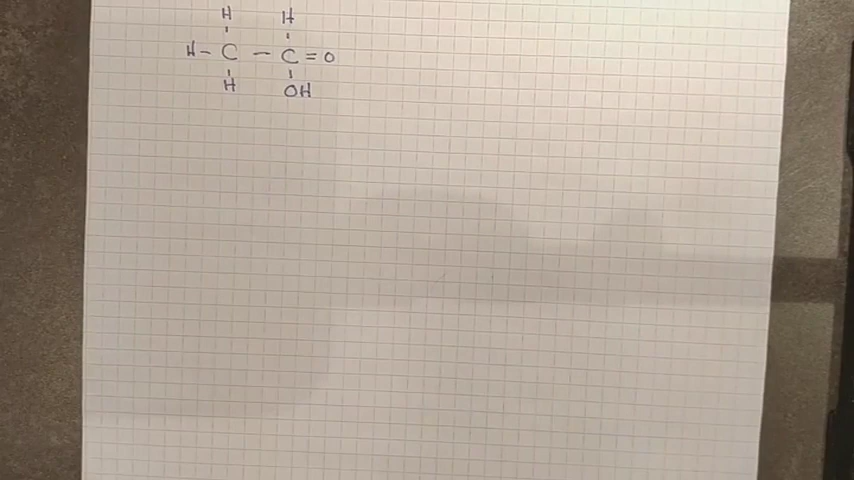 H H
H - C - C = O
H OH